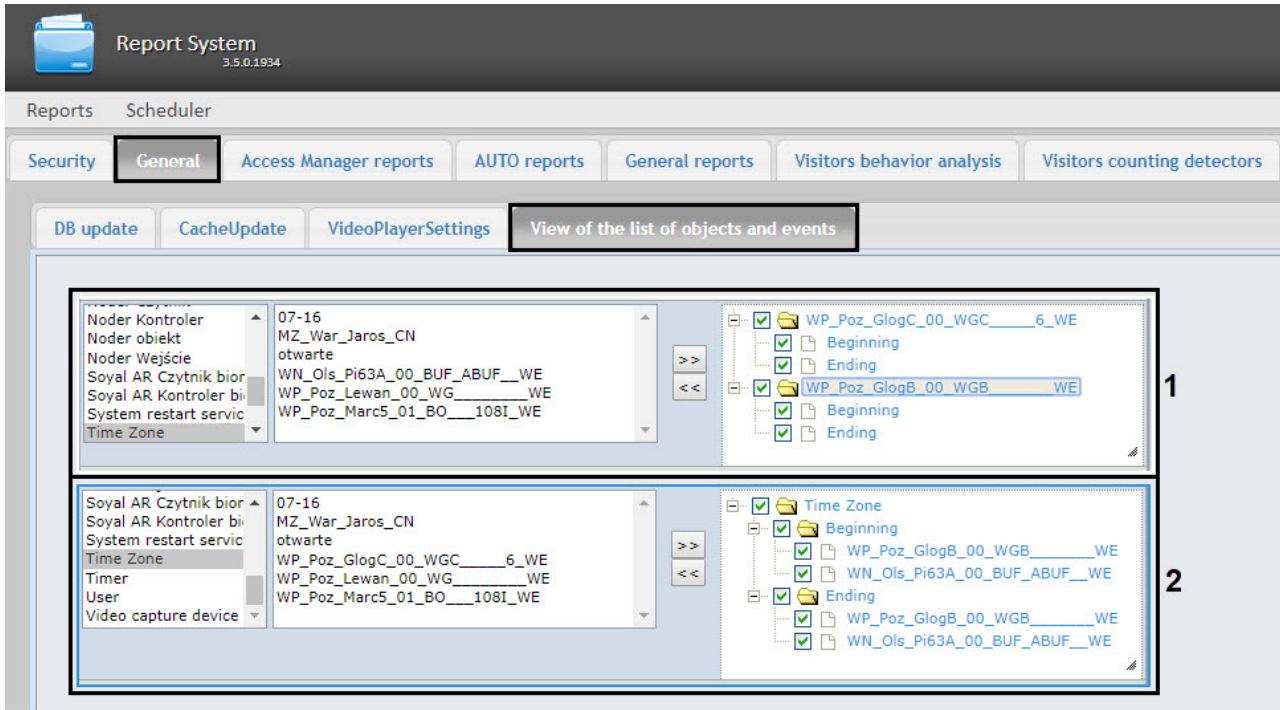 Report System
3.5.0.1934
Reports Scheduler
Security General Access Manager reports AUTO reports General reports Visitors behavior analysis Visitors counting detectors
DB update CacheUpdate VideoPlayerSettings View of the list of objects and events
Noder Kontroler
Noder obiekt
Noder Wejście
Soyal AR Czytnik bior
Soyal AR Kontroler bi
System restart servic
Time Zone
07-16
MZ_War_Jaros_CN
otwarte
WN_Ols_Pi63A_00_BUF_ABUF__WE
WP_Poz_Lewan_00_WG________WE
WP_Poz_Marc5_01_BO___108I_WE
>>
<<
WP_Poz_GlogC_00_WGC_____6_WE
Beginning
Ending
WP_Poz_GlogB_00_WGB_______WE
Beginning
Ending
1
Soyal AR Czytnik bior
Soyal AR Kontroler bi
System restart servic
Time Zone
Timer
User
Video capture device
07-16
MZ_War_Jaros_CN
otwarte
WP_Poz_GlogC_00_WGC_____6_WE
WP_Poz_Lewan_00_WG________WE
WP_Poz_Marc5_01_BO___108I_WE
>>
<<
Time Zone
Beginning
WP_Poz_GlogB_00_WGB_______WE
WN_Ols_Pi63A_00_BUF_ABUF__WE
Ending
WP_Poz_GlogB_00_WGB_______WE
WN_Ols_Pi63A_00_BUF_ABUF__WE
2